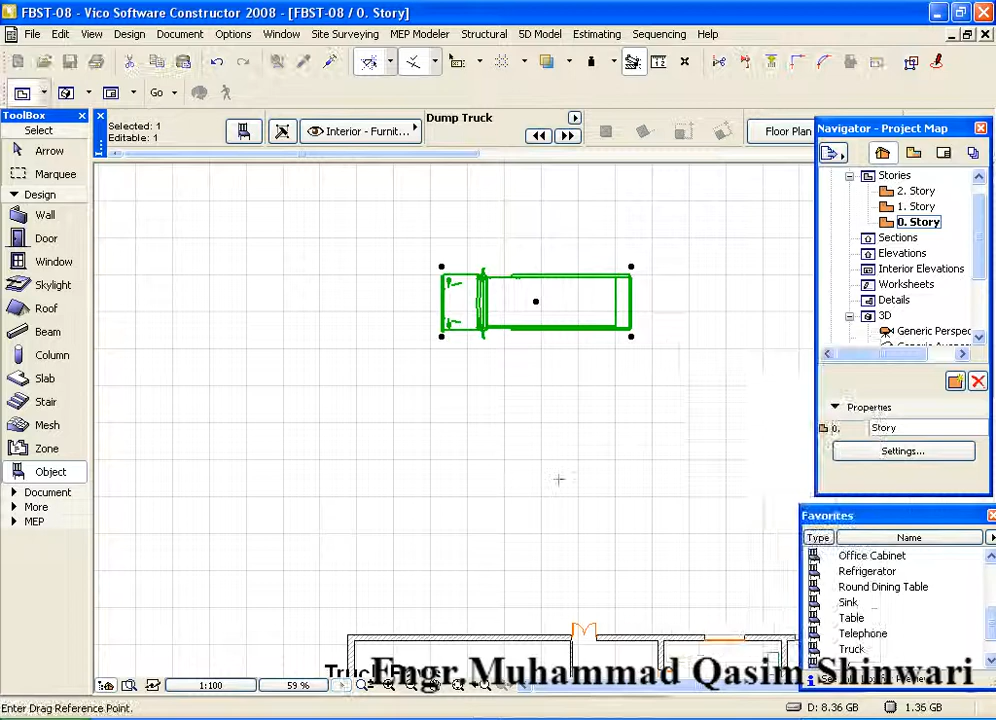 FBST-08 - Vico Software Constructor 2008 - [FBST-08 / 0. Story]
File Edit View Design Document Options Window Site Surveying MEP Modeler Structural 5D Model Estimating Sequencing Help
Go
ToolBox
Select
Arrow
Marquee
Design
Wall
Door
Window
Skylight
Roof
Beam
Column
Slab
Stair
Mesh
Zone
Object
Document
More
MEP
Selected: 1
Editable: 1
Interior - Furnit...
Dump Truck
Floor Plan
Navigator - Project Map
Stories
2. Story
1. Story
0. Story
Sections
Elevations
Interior Elevations
Worksheets
Details
3D
Generic Perspec
Properties
0. Story
Settings...
Favorites
Type Name
Office Cabinet
Refrigerator
Round Dining Table
Sink
Table
Telephone
Truck
Engr.Muhammad Qasim Shinwari
1:100 59 %
Enter Drag Reference Point.
D: 8.36 GB 1.35 GB